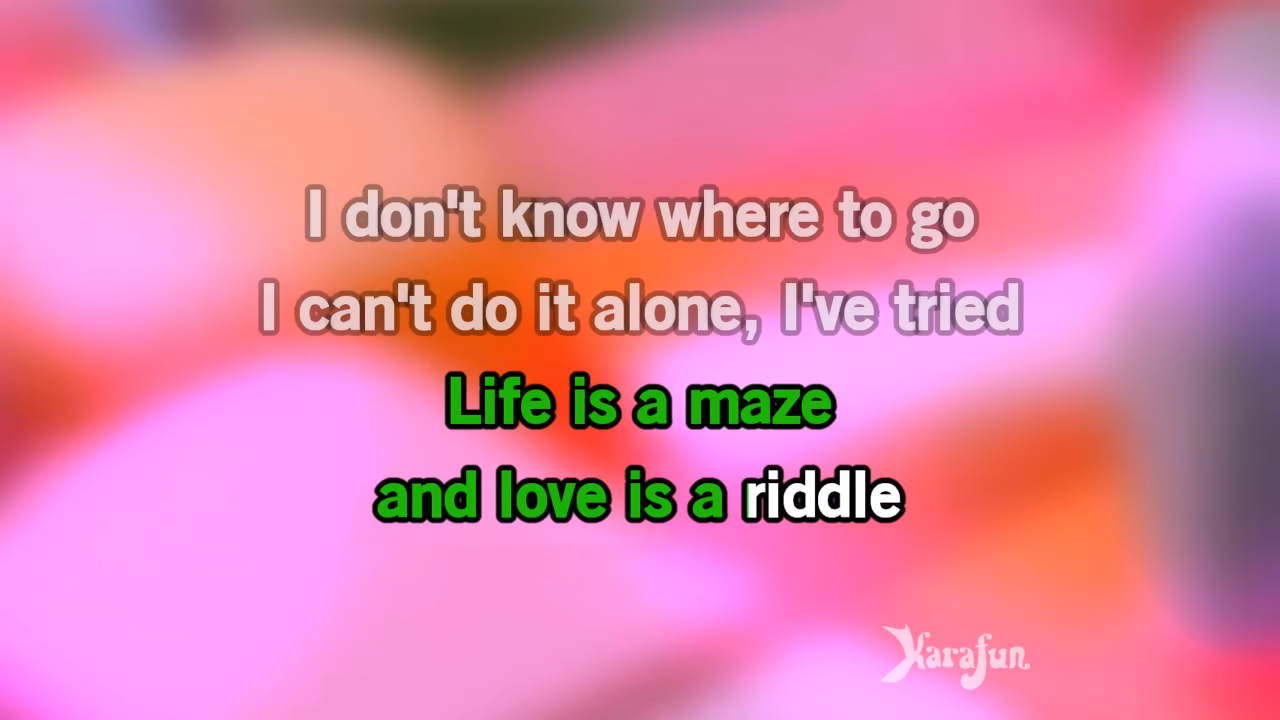 I don't know where to go
I can't do it alone, I've tried
Life is a maze
and love is a riddle
Karafun